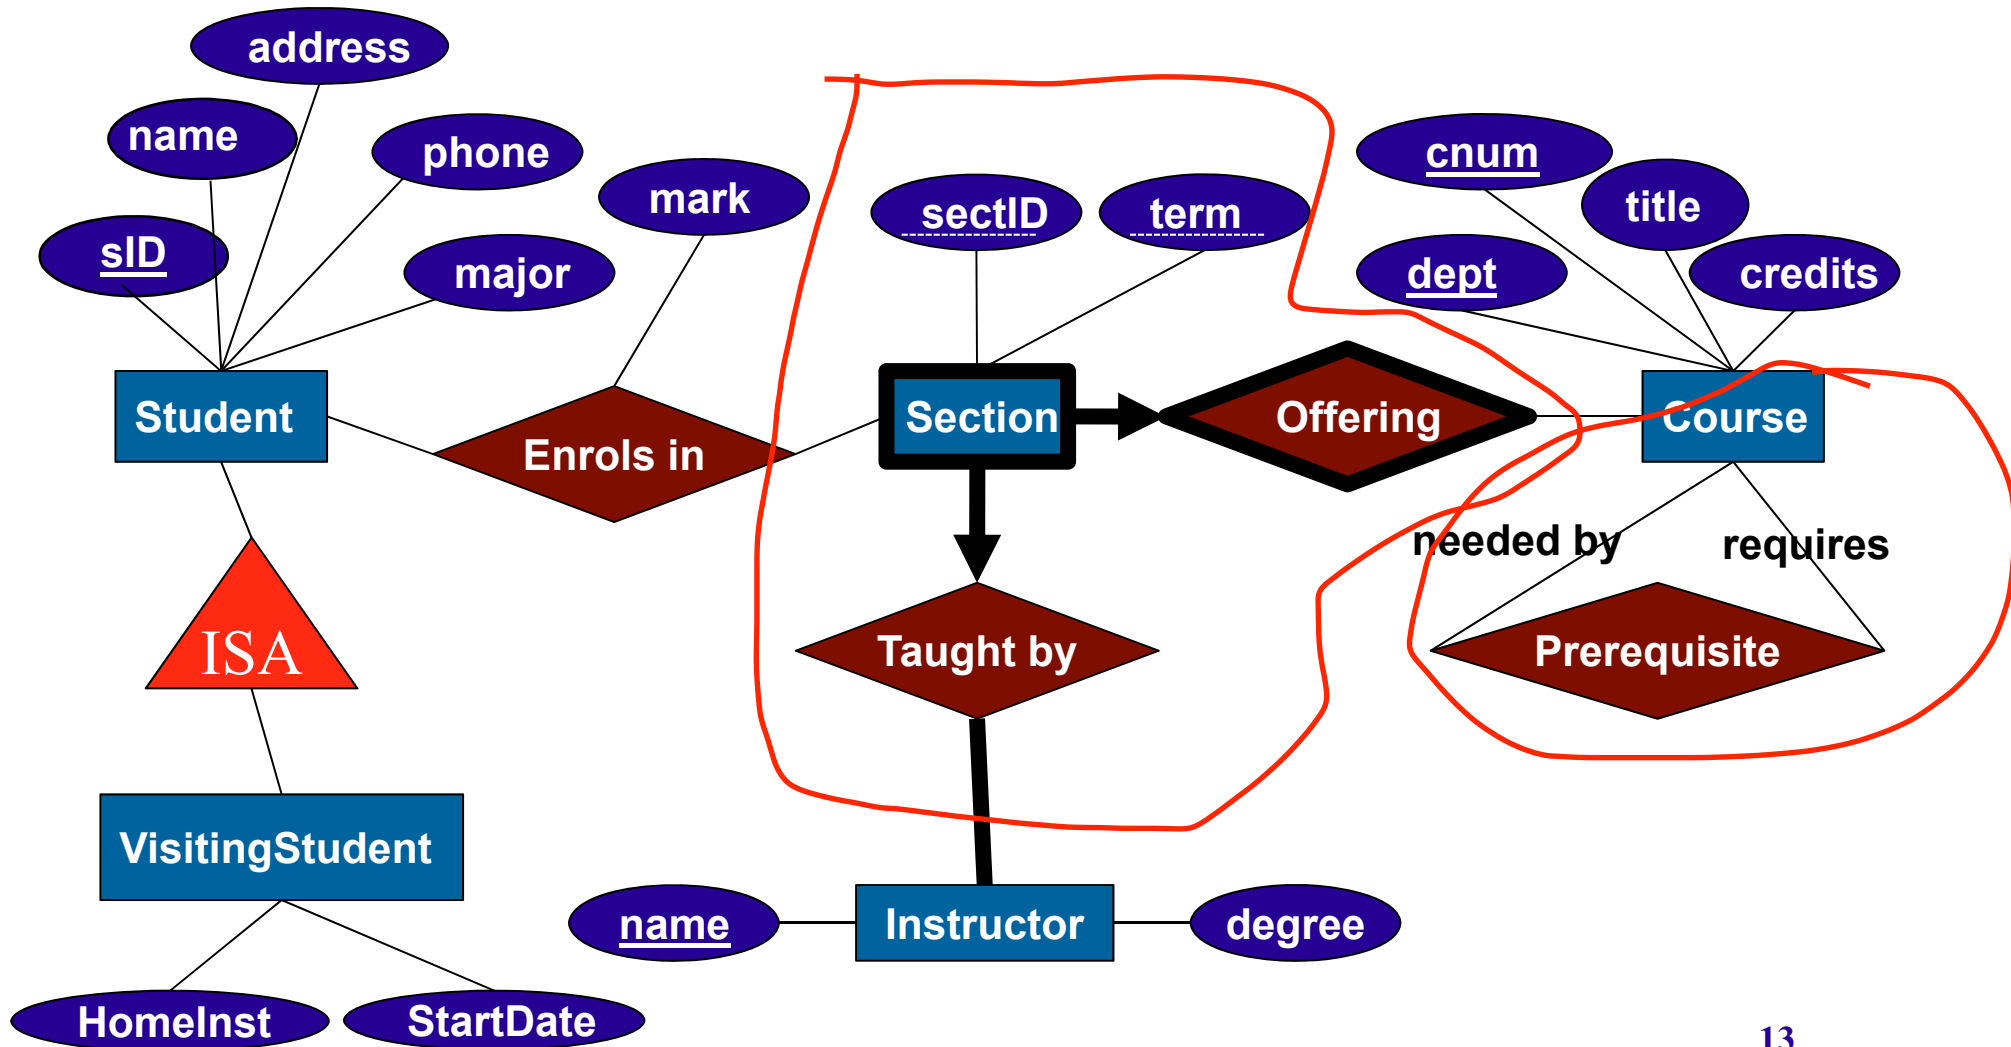 address
name
phone
mark
cnum
title
sectID
term
sID
major
dept
credits
Student
Enrols in
Section
Offering
Course
needed by
requires
ISA
Taught by
Prerequisite
VisitingStudent
name
Instructor
degree
HomeInst
StartDate
13